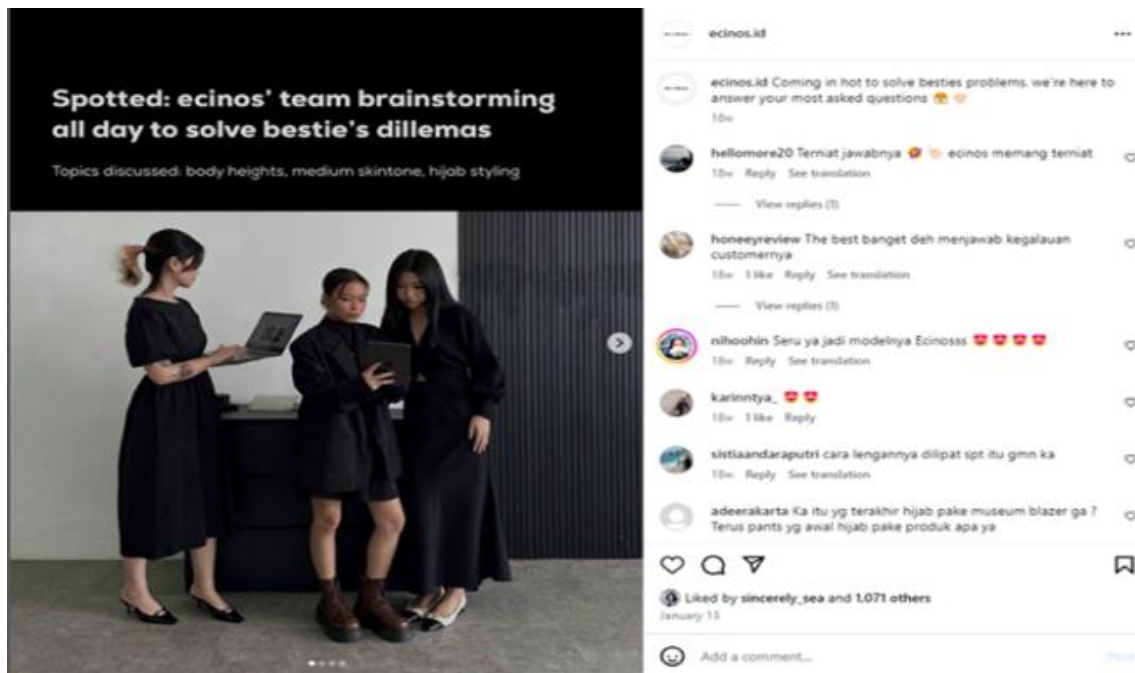 Spotted: ecinos' team brainstorming
all day to solve bestie's dillemas
Topics discussed: body heights, medium skintone, hijab styling
ecinos.id
ecinos.id Coming in hot to solve besties problems. we're here to
answer your most asked questions
18w
hellomore20 Terniat jawabnya 🤣 ecinos memang terniat
18w Reply See translation
View replies (1)
honeeyreview The best banget deh menjawab kegalauan
customernya
18w 1 like Reply See translation
View replies (1)
nihoohin Seru ya jadi modelnya Ecinosss 😍😍😍😍
18w Reply See translation
karinntya_ 😍😍
18w 1 like Reply
sistiaandaraputri cara lengannya dilipat spt itu gmn ka
18w Reply See translation
adeerakarta Ka itu yg terakhir hijab pake museum blazer ga ?
Terus pants yg awal hijab pake produk apa ya
Liked by sincerely_sea and 1,071 others
January 13
Add a comment...
Post